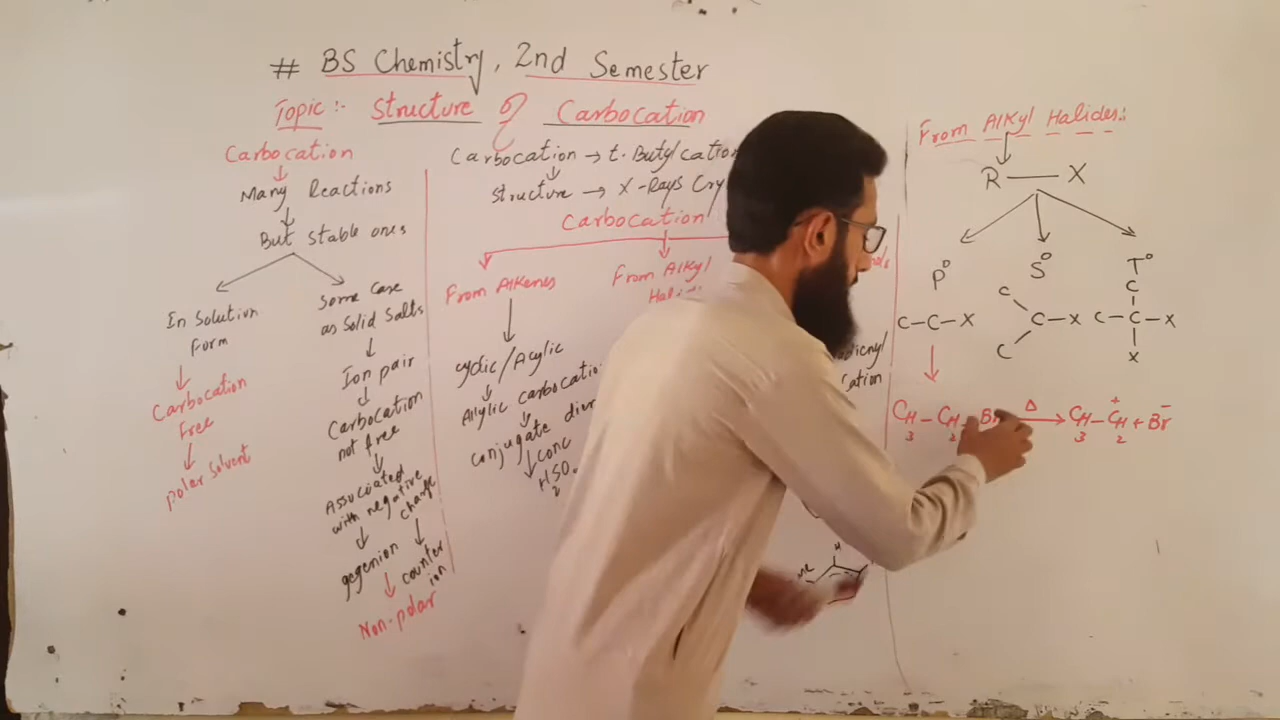 # BS Chemistry, 2nd Semester
Topic:- Structure of Carbocation
Carbocation
Many Reactions
But stable ones
In Solution
Form
Carbocation
Free
polar solvent
Some Case
as Solid Salts
Ion pair
Carbocation
not free
Associated
with negative
charge
gegenion
counter
ion
Non-polar
Carbocation → t. Butyl cation
Structure → X-Rays
Carbocation
From Alkenes
cyclic/Acylic
Allylic carbocation
conjugate
conc
H2SO
From Alkyl
From Alkyl Halides:
R—X
P° S° T°
C–C–X
C
C–X
C
C
C–C–X
X
CH3–CH2–Br Δ→ CH3–CH2+ + Br-
Me
H